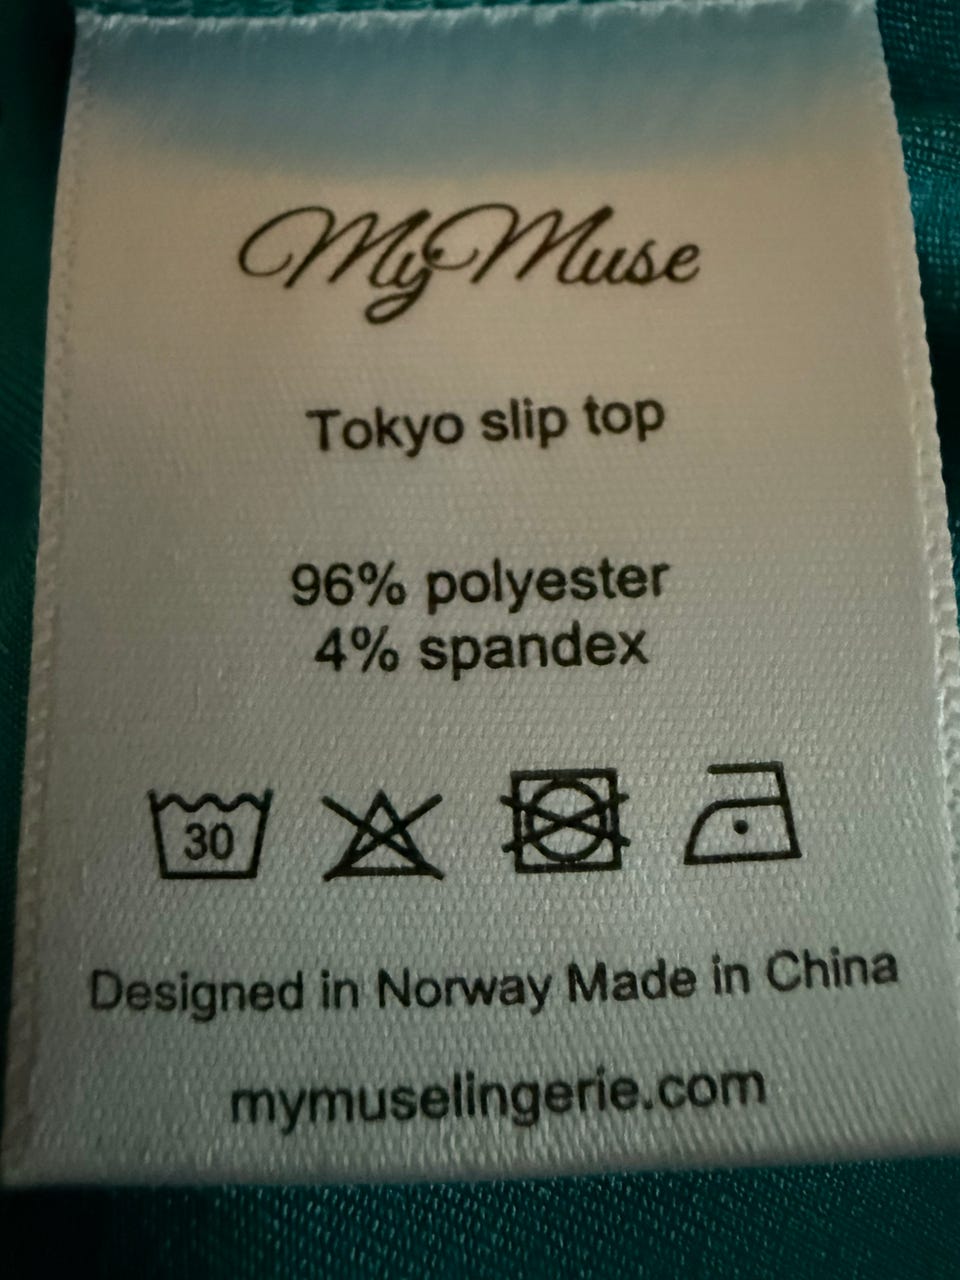 MyMuse
Tokyo slip top
96% polyester
4% spandex
30
Designed in Norway Made in China
mymuselingerie.com